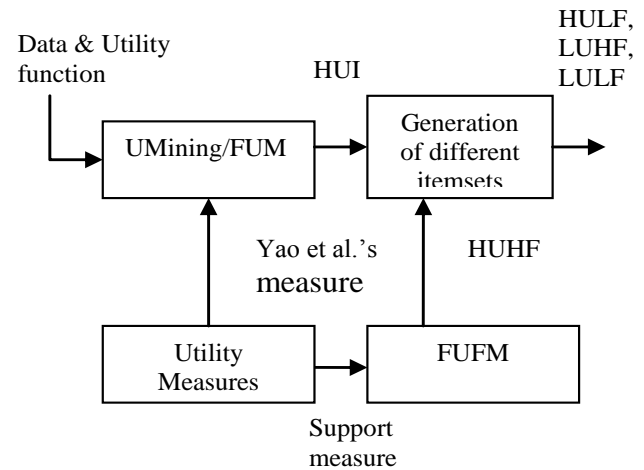 HULF,
LUHF,
LULF
Data & Utility
function
HUI
UMining/FUM
Generation
of different
itemsets
Yao et al.'s
measure
HUHF
Utility
Measures
FUFM
Support
measure